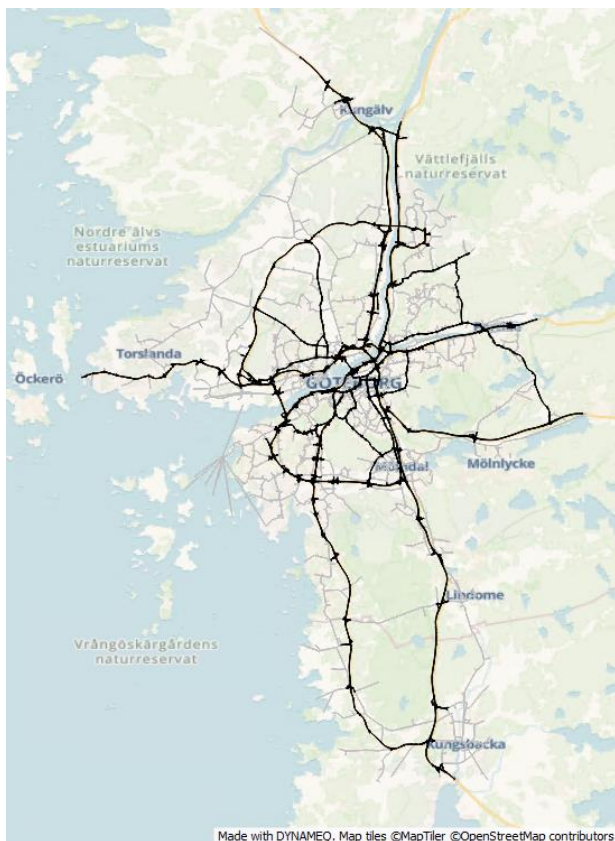 Kungälv
Vättlefjälls
naturreservat
Nordre älvs
estuariums
naturreservat
Torslanda
Öckerö
GÖTEBORG
Mölndal
Mölnlycke
Lindome
Vrångöskärgårdens
naturreservat
Kungsbacka
Made with DYNAMEO. Map tiles ©MapTiler ©OpenStreetMap contributors